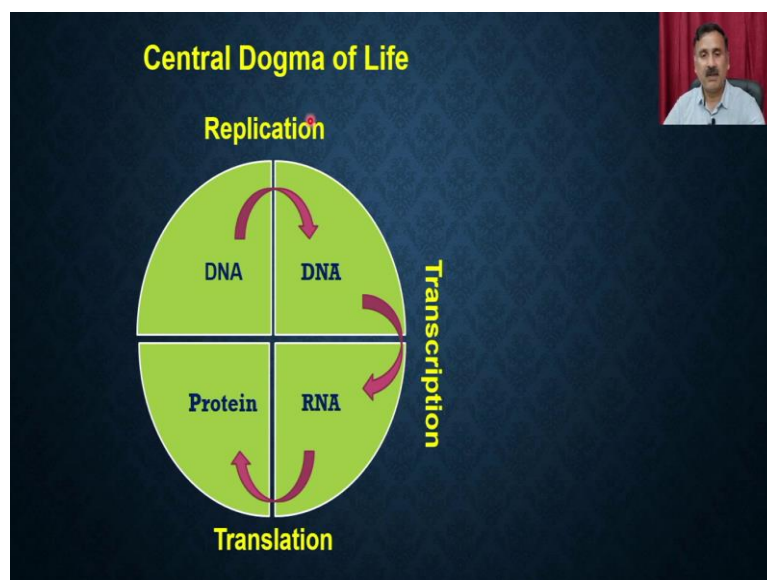 Central Dogma of Life
Replication
DNA DNA
Transcription
Protein RNA
Translation